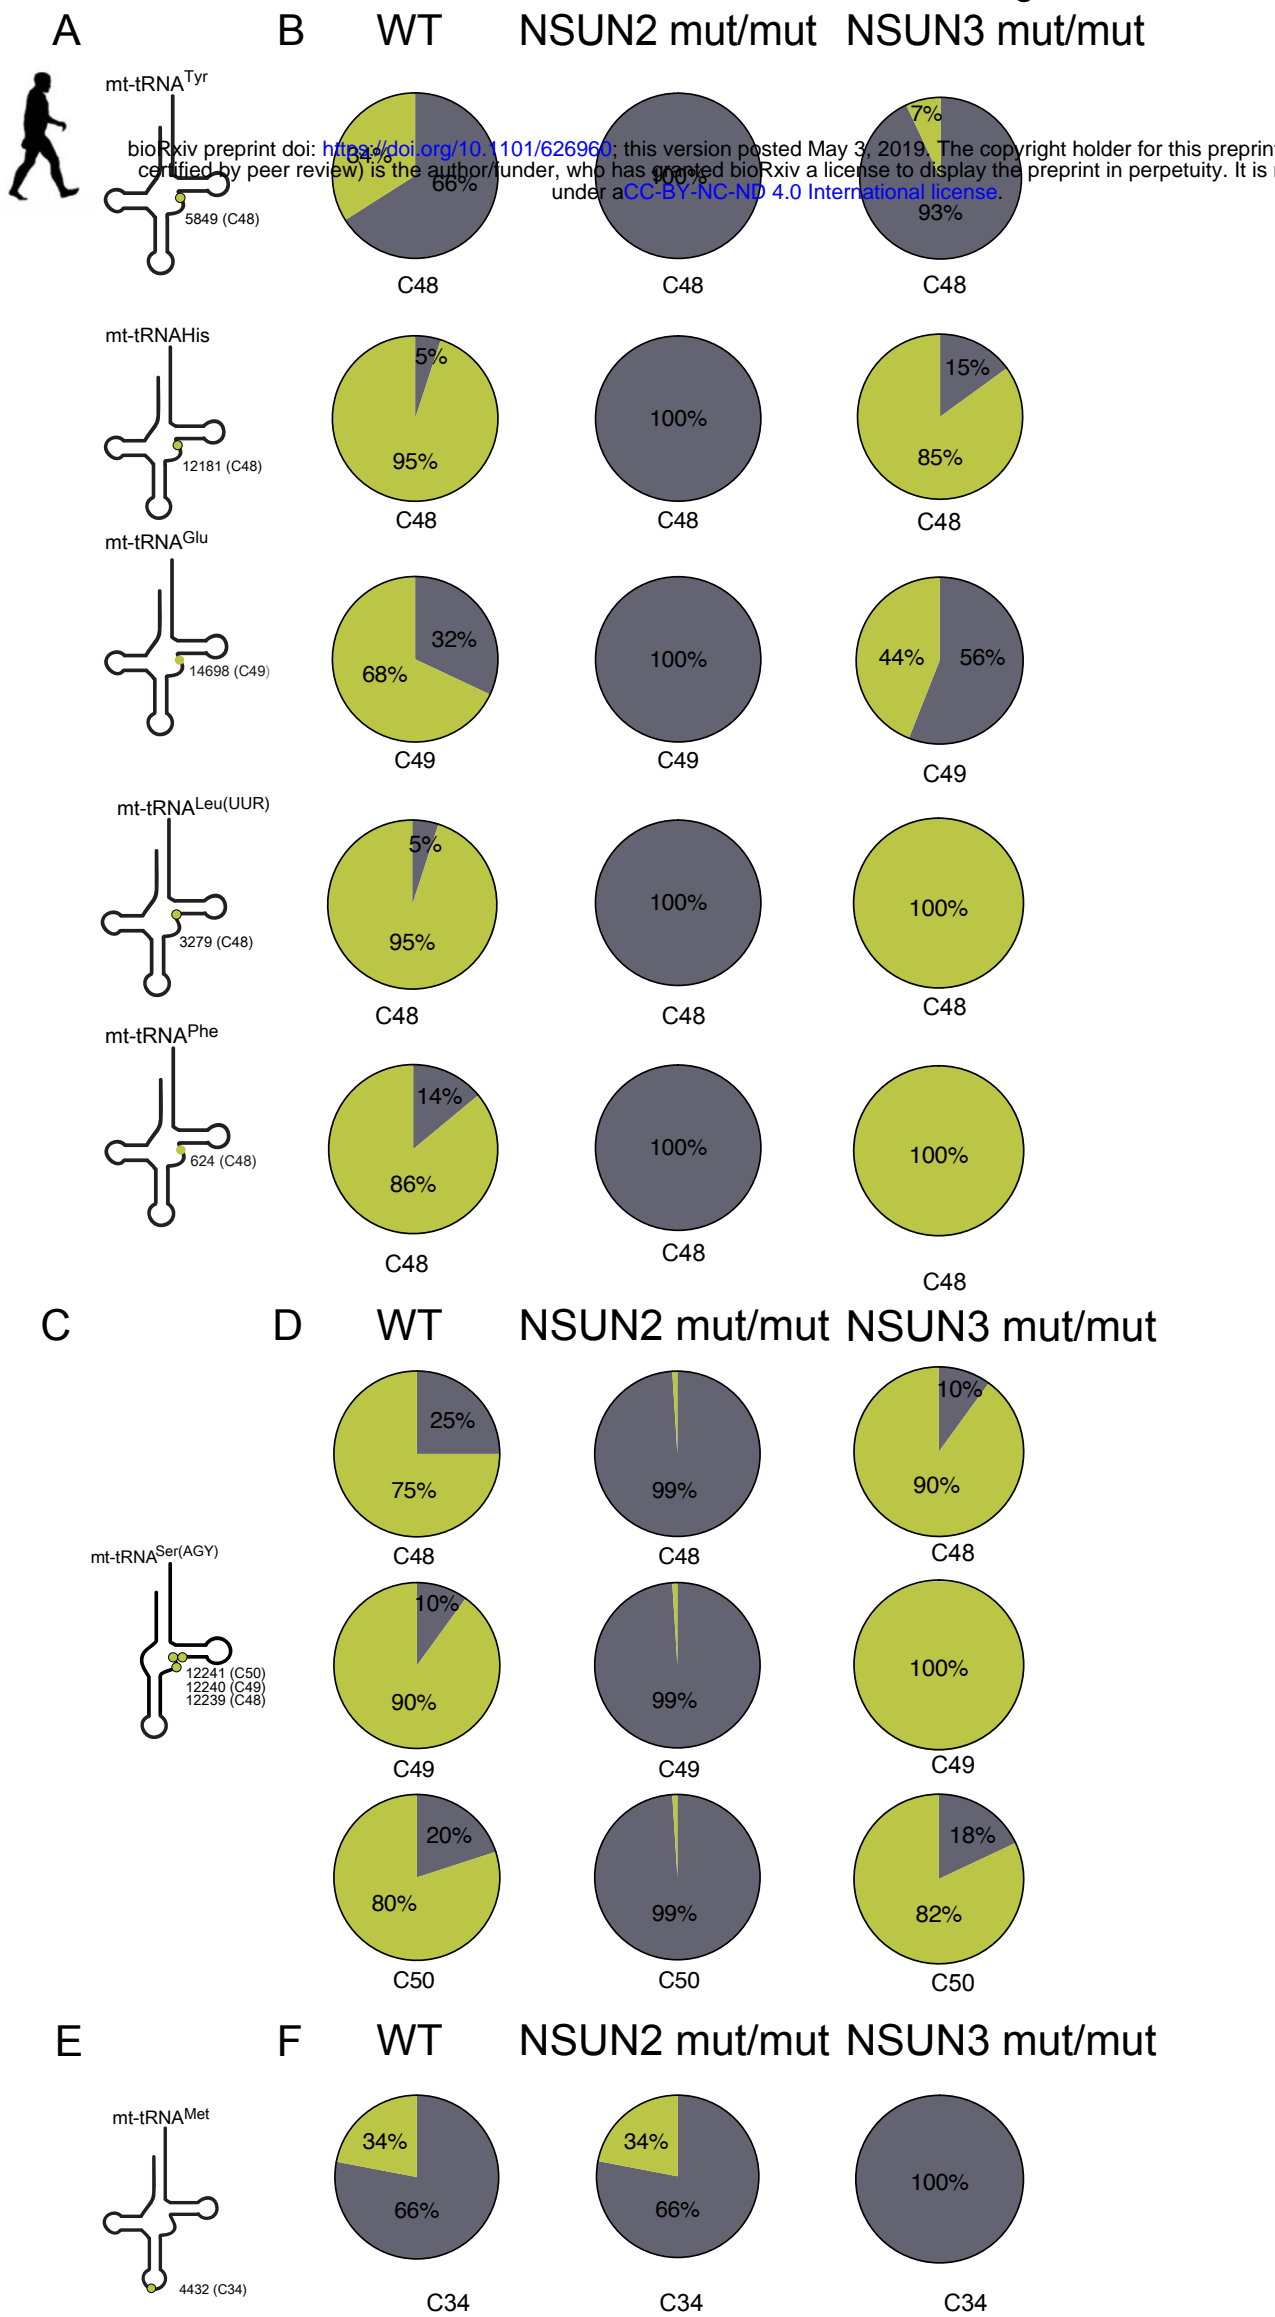 A B WT NSUN2 mut/mut NSUN3 mut/mut
mt-tRNATyr
7%
bioRxiv preprint doi: https://doi.org/10.1101/626960; this version posted May 3, 2019. The copyright holder for this preprint
34%
certified by peer review) is the author/funder, who has granted bioRxiv a license to display the preprint in perpetuity. It is
66% 100%
under aCC-BY-NC-ND 4.0 International license.
5849 (C48) 93%
C48 C48 C48
mt-tRNAHis
5% 15%
12181 (C48) 95% 100% 85%
C48 C48 C48
mt-tRNAGlu
32%
14698 (C49) 68% 100% 44% 56%
C49 C49 C49
mt-tRNALeu(UUR)
5%
3279 (C48) 95% 100% 100%
C48 C48 C48
mt-tRNAPhe
14%
624 (C48) 86% 100% 100%
C48 C48 C48
C D WT NSUN2 mut/mut NSUN3 mut/mut
25% 10%
75% 99% 90%
C48 C48 C48
mt-tRNASer(AGY)
10%
12241 (C50)
12240 (C49)
12239 (C48)
90% 99% 100%
C49 C49 C49
20% 18%
80% 99% 82%
C50 C50 C50
E F WT NSUN2 mut/mut NSUN3 mut/mut
mt-tRNAMet
34% 34%
66% 66% 100%
4432 (C34)
C34 C34 C34